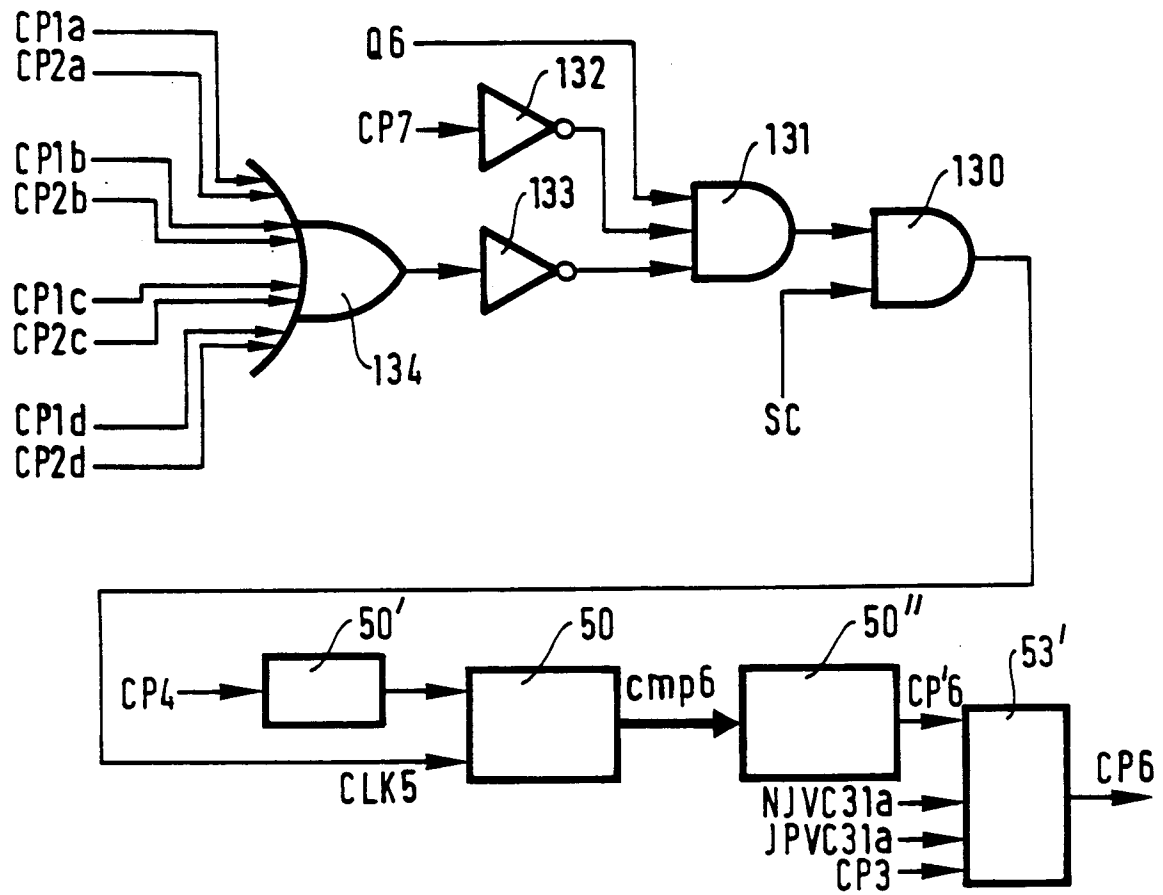 CP1a
CP2a
Q6
132
CP7
CP1b
CP2b
131
130
133
CP1c
CP2c
134
CP1d
CP2d
SC
50'
50
50"
53'
CP4
cmp6
CP'6
CLK5
NJVC31a
JPVC31a
CP3
CP6